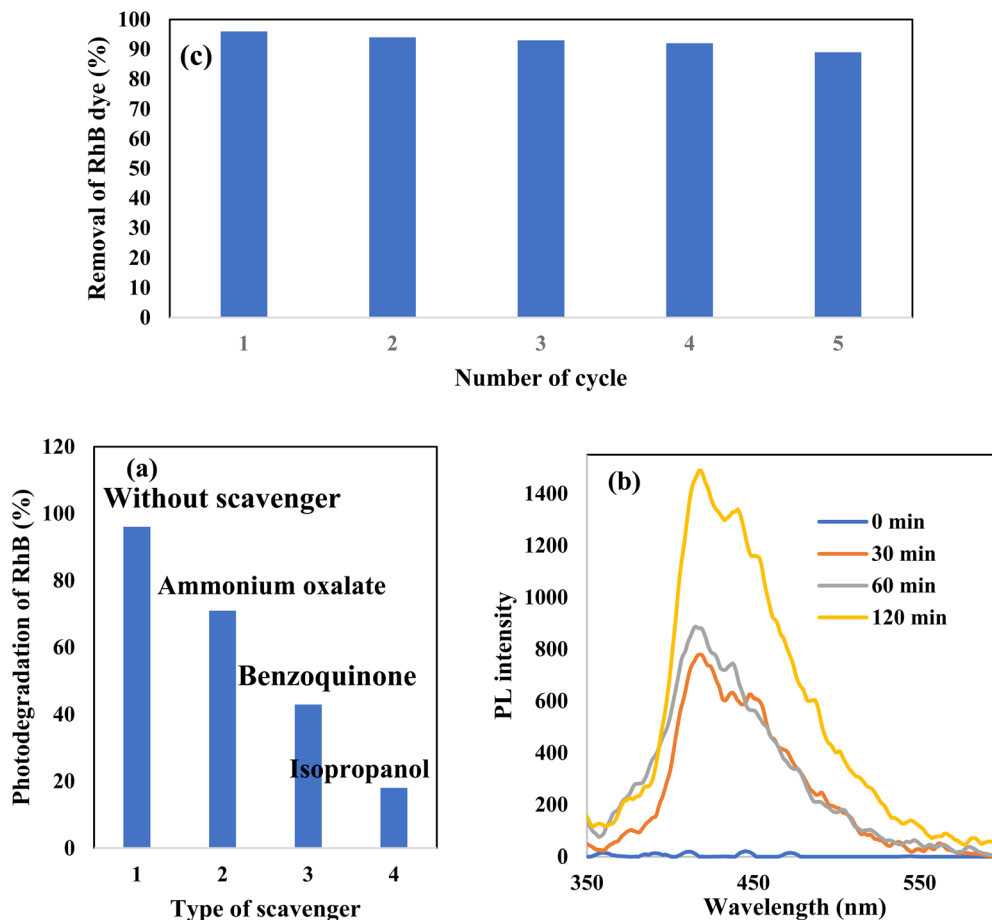 (c)
Removal of RhB dye (%)
100
90
80
70
60
50
40
30
20
10
0
1 2 3 4 5
Number of cycle
(a)
Photodegradation of RhB (%)
120
100
80
60
40
20
0
Without scavenger
Ammonium oxalate
Benzoquinone
Isopropanol
1 2 3 4
Type of scavenger
(b)
PL intensity
1400
1200
1000
800
600
400
200
0
0 min
30 min
60 min
120 min
350 450 550
Wavelength (nm)